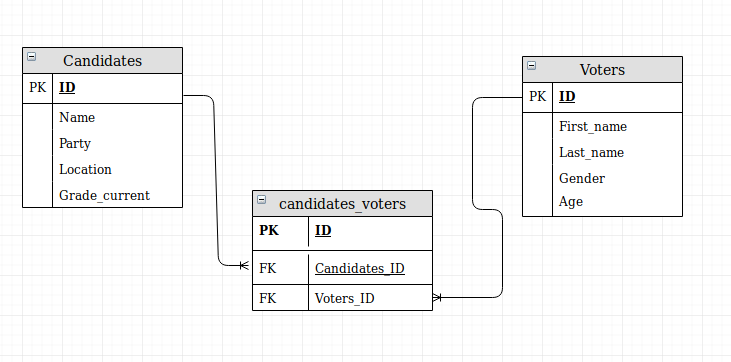 Candidates
PK ID
Name
Party
Location
Grade_current
Voters
PK ID
First_name
Last_name
Gender
Age
candidates_voters
PK ID
FK Candidates_ID
FK Voters_ID